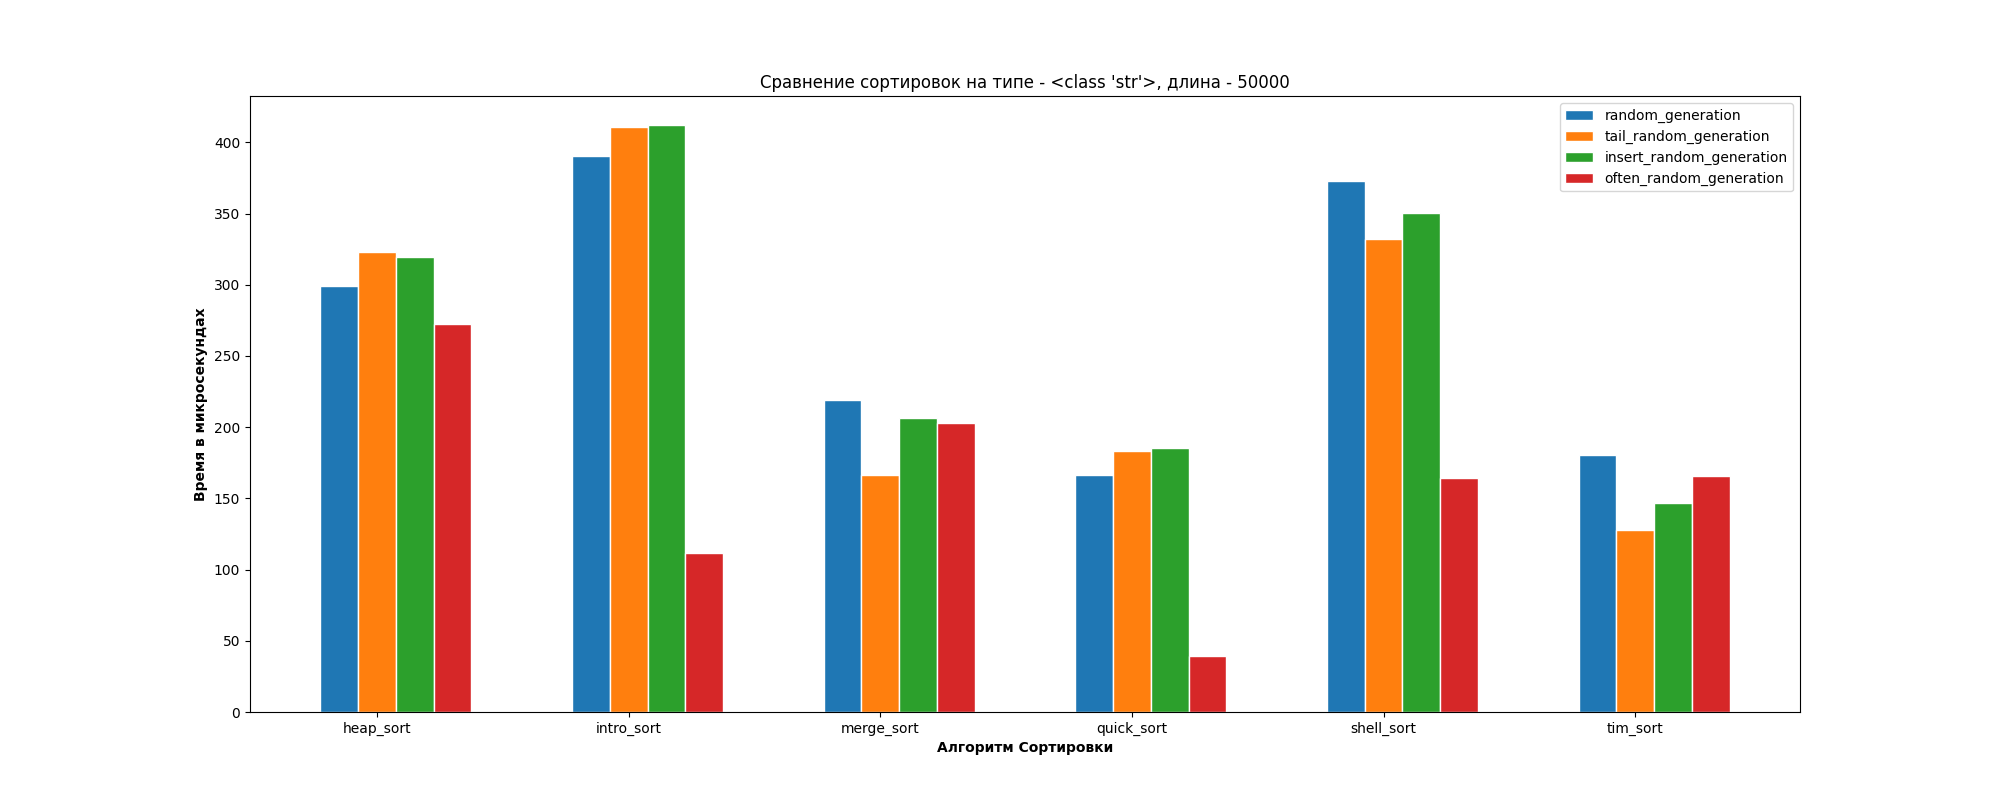 Сравнение сортировок на типе - <class 'str'>, длина - 50000
random_generation
tail_random_generation
insert_random_generation
often_random_generation
Время в микросекундах
400
350
300
250
200
150
100
50
0
heap_sort
intro_sort
merge_sort
quick_sort
shell_sort
tim_sort
Алгоритм Сортировки